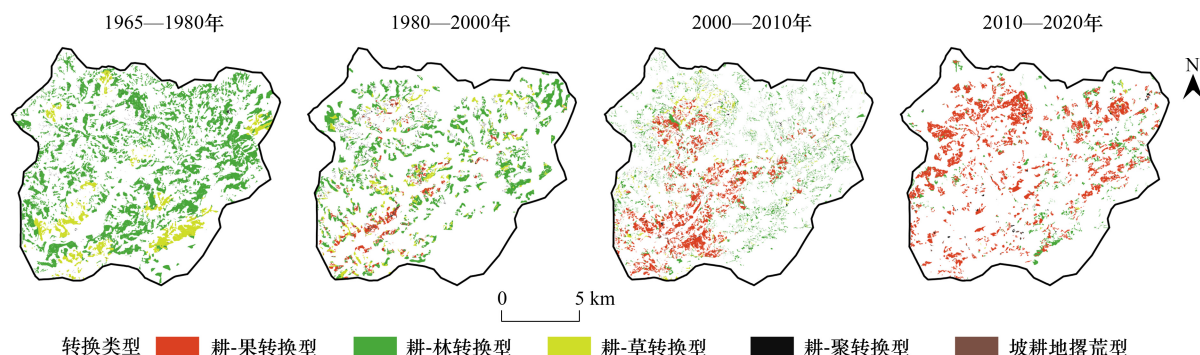 1965—1980年 1980—2000年 2000—2010年 2010—2020年
N
0 5 km
转换类型 耕-果转换型 耕-林转换型 耕-草转换型 耕-聚转换型 坡耕地撂荒型